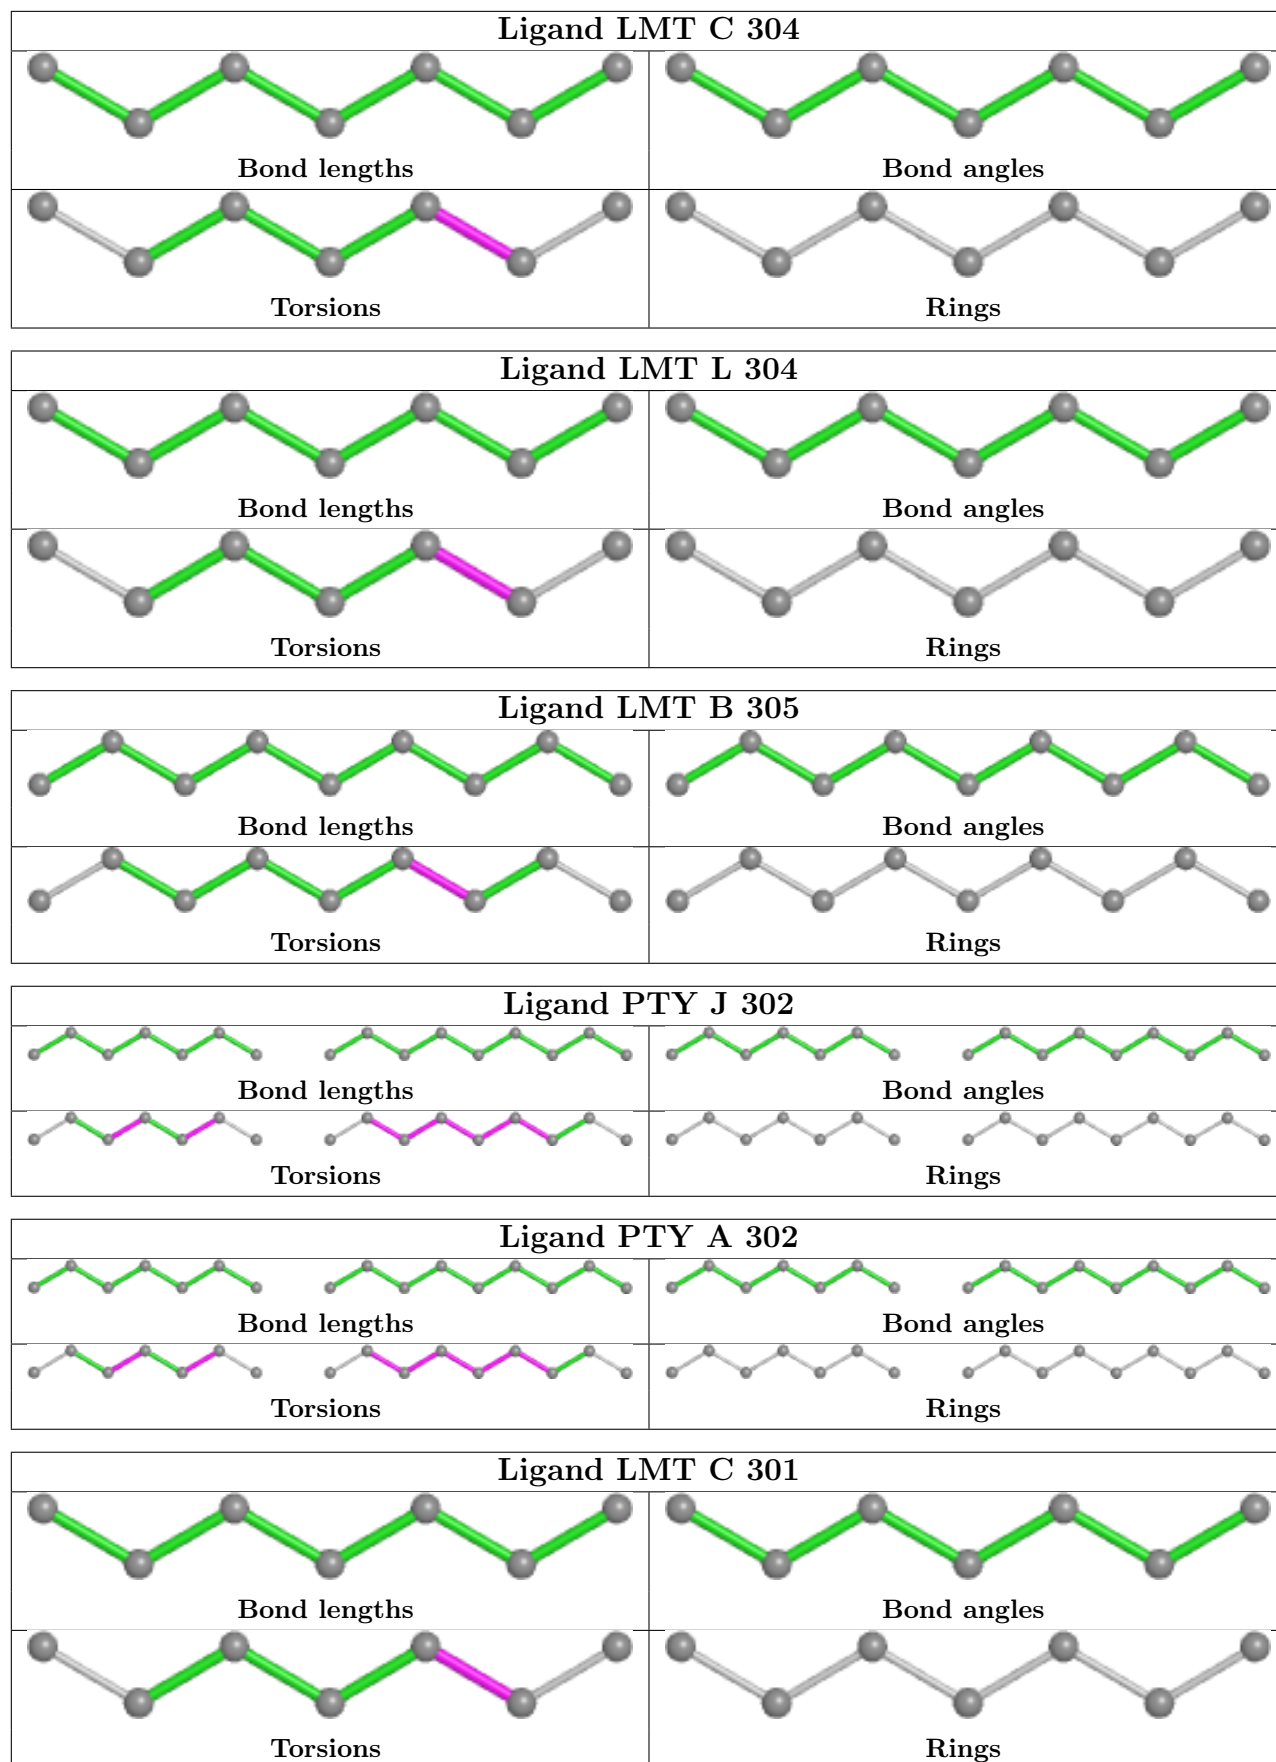 Ligand LMT C 304
Bond lengths Bond angles
Torsions Rings
Ligand LMT L 304
Bond lengths Bond angles
Torsions Rings
Ligand LMT B 305
Bond lengths Bond angles
Torsions Rings
Ligand PTY J 302
Bond lengths Bond angles
Torsions Rings
Ligand PTY A 302
Bond lengths Bond angles
Torsions Rings
Ligand LMT C 301
Bond lengths Bond angles
Torsions Rings